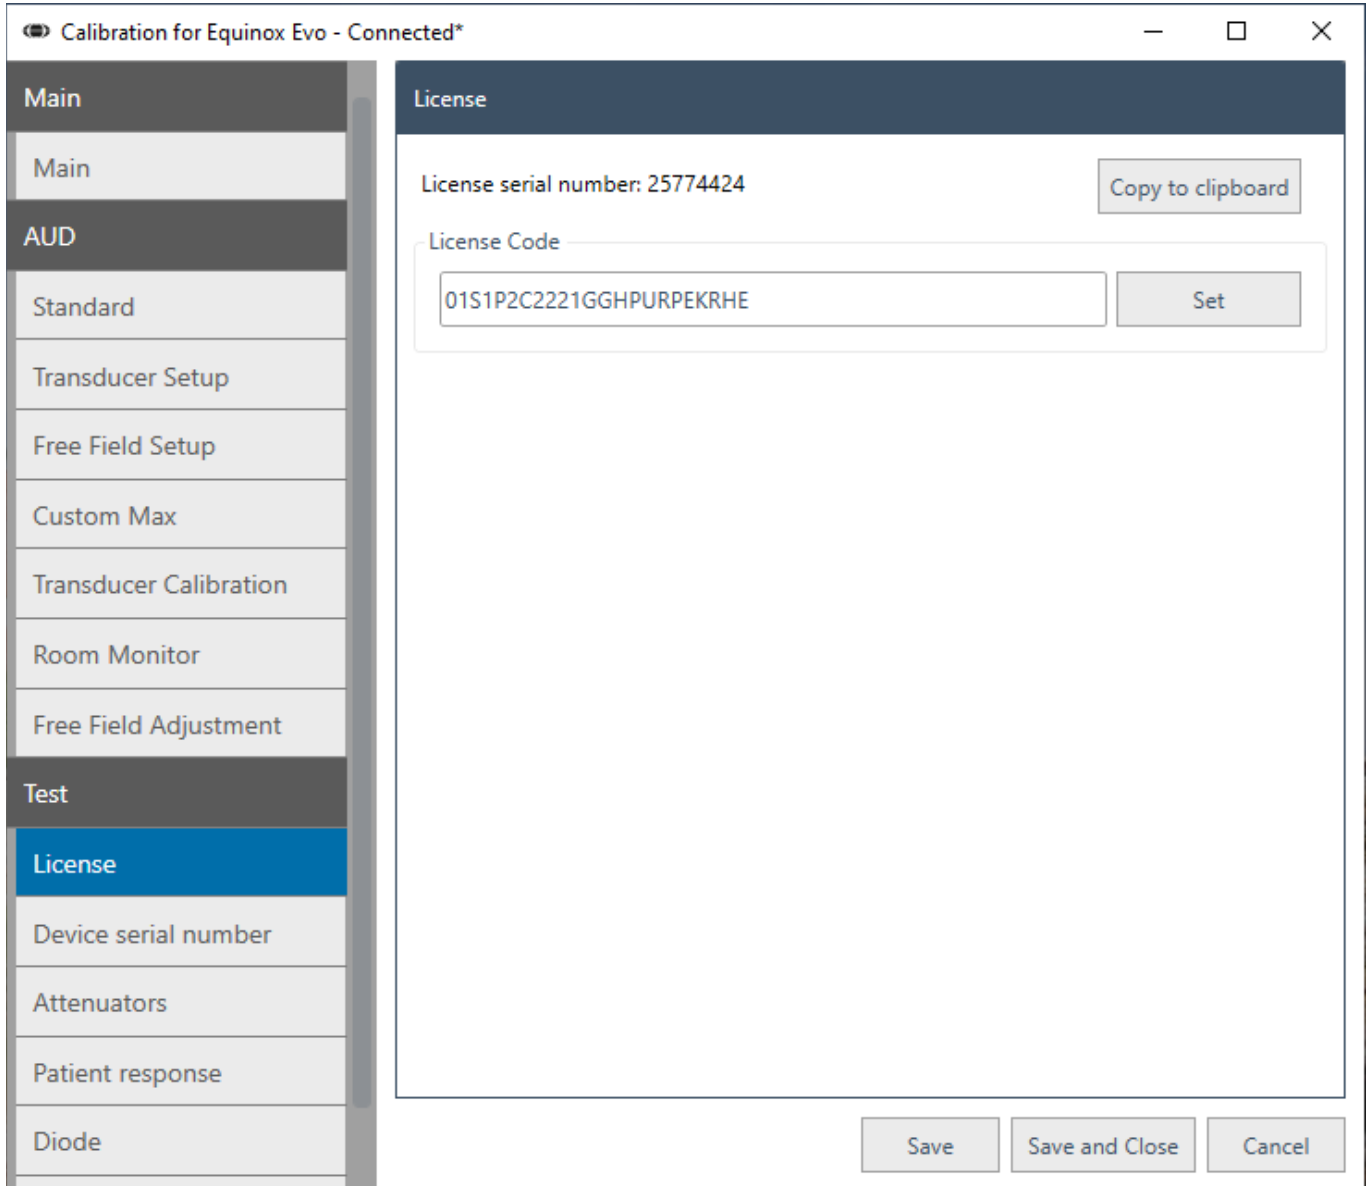 Calibration for Equinox Evo - Connected*
Main
Main
AUD
Standard
Transducer Setup
Free Field Setup
Custom Max
Transducer Calibration
Room Monitor
Free Field Adjustment
Test
License
Device serial number
Attenuators
Patient response
Diode
License
License serial number: 25774424
Copy to clipboard
License Code
01S1P2C2221GGHPURPEKRHE
Set
Save
Save and Close
Cancel